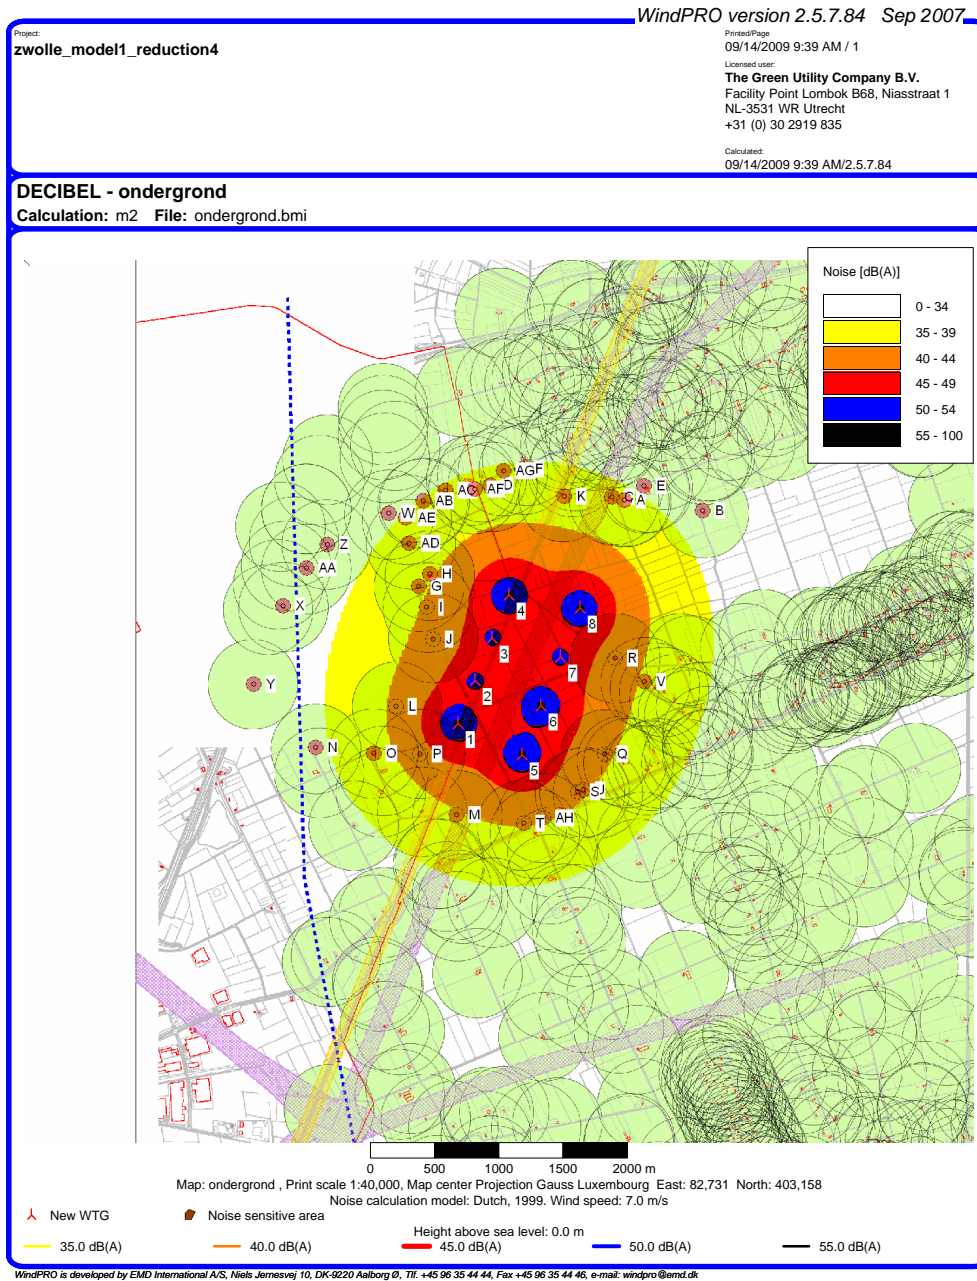 WindPRO version 2.5.7.84 Sep 2007
Project:
zwolle_model1_reduction4
Printed/Page
09/14/2009 9:39 AM / 1
Licensed user:
The Green Utility Company B.V.
Facility Point Lombok B68, Niasstraat 1
NL-3531 WR Utrecht
+31 (0) 30 2919 835
Calculated:
09/14/2009 9:39 AM/2.5.7.84
DECIBEL - ondergrond
Calculation: m2 File: ondergrond.bmi
Noise [dB(A)]
0 - 34
35 - 39
40 - 44
45 - 49
50 - 54
55 - 100
AG F
AC AF D
K
C A
E
B
AB
W AE
Z
AD
AA
H
G
X
I
4
8
J
3
7
R
Y
2
V
L
1
6
N
O
P
5
Q
S J
M
T
AH
0 500 1000 1500 2000 m
Map: ondergrond , Print scale 1:40,000, Map center Projection Gauss Luxembourg East: 82,731 North: 403,158
Noise calculation model: Dutch, 1999. Wind speed: 7.0 m/s
New WTG
Noise sensitive area
Height above sea level: 0.0 m
35.0 dB(A)
40.0 dB(A)
45.0 dB(A)
50.0 dB(A)
55.0 dB(A)
WindPRO is developed by EMD International A/S, Niels Jernesvej 10, DK-9220 Aalborg Ø, Tlf. +45 96 35 44 44, Fax +45 96 35 44 46, e-mail: windpro@emd.dk